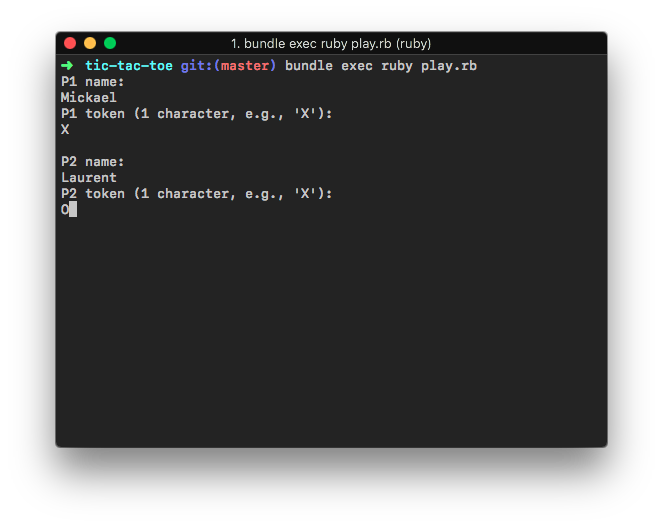 1. bundle exec ruby play.rb (ruby)
➜ tic-tac-toe git:(master) bundle exec ruby play.rb
P1 name:
Mickael
P1 token (1 character, e.g., 'X'):
X
P2 name:
Laurent
P2 token (1 character, e.g., 'X'):
O